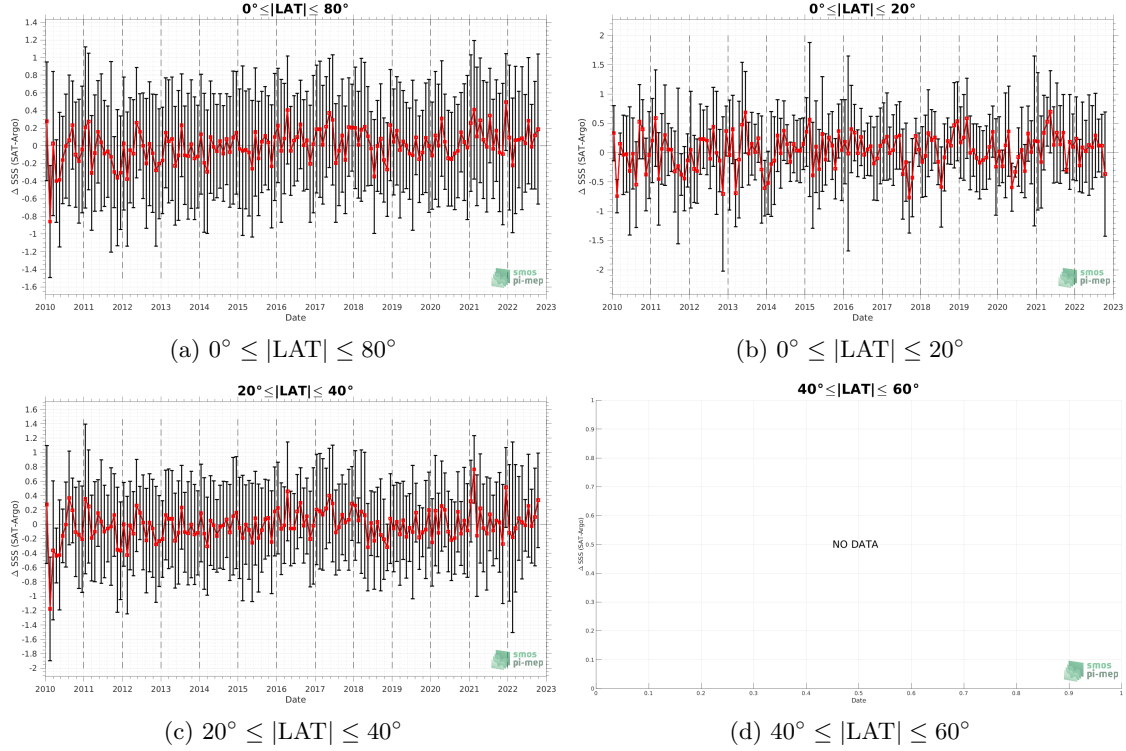 0°≤|LAT|≤ 80°
Δ SSS (SAT-Argo)
1.4
1.2
1
0.8
0.6
0.4
0.2
0
-0.2
-0.4
-0.6
-0.8
-1
-1.2
-1.4
-1.6
2010 2011 2012 2013 2014 2015 2016 2017 2018 2019 2020 2021 2022 2023
Date
smos
pi-mep
(a) 0° ≤ |LAT| ≤ 80°
0°≤|LAT|≤ 20°
Δ SSS (SAT-Argo)
2
1.5
1
0.5
0
-0.5
-1
-1.5
-2
2010 2011 2012 2013 2014 2015 2016 2017 2018 2019 2020 2021 2022 2023
Date
smos
pi-mep
(b) 0° ≤ |LAT| ≤ 20°
20°≤|LAT|≤ 40°
Δ SSS (SAT-Argo)
1.6
1.4
1.2
1
0.8
0.6
0.4
0.2
0
-0.2
-0.4
-0.6
-0.8
-1
-1.2
-1.4
-1.6
-1.8
-2
2010 2011 2012 2013 2014 2015 2016 2017 2018 2019 2020 2021 2022 2023
Date
smos
pi-mep
(c) 20° ≤ |LAT| ≤ 40°
40°≤|LAT|≤ 60°
Δ SSS (SAT-Argo)
1
0.9
0.8
0.7
0.6
0.5
0.4
0.3
0.2
0.1
0
NO DATA
0 0.1 0.2 0.3 0.4 0.5 0.6 0.7 0.8 0.9 1
Date
smos
pi-mep
(d) 40° ≤ |LAT| ≤ 60°